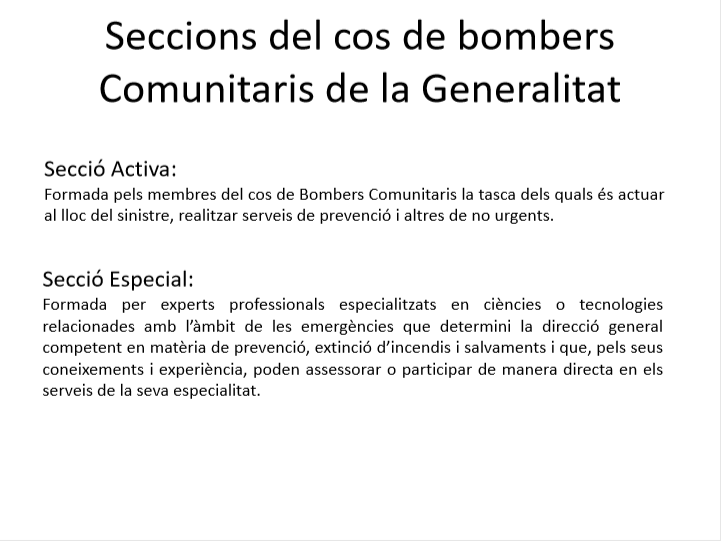 Seccions del cos de bombers
Comunitaris de la Generalitat
Secció Activa:
Formada pels membres del cos de Bombers Comunitaris la tasca dels quals és actuar
al lloc del sinistre, realitzar serveis de prevenció i altres de no urgents.
Secció Especial:
Formada per experts professionals especialitzats en ciències o tecnologies
relacionades amb l’àmbit de les emergències que determini la direcció general
competent en matèria de prevenció, extinció d’incendis i salvaments i que, pels seus
coneixements i experiència, poden assessorar o participar de manera directa en els
serveis de la seva especialitat.